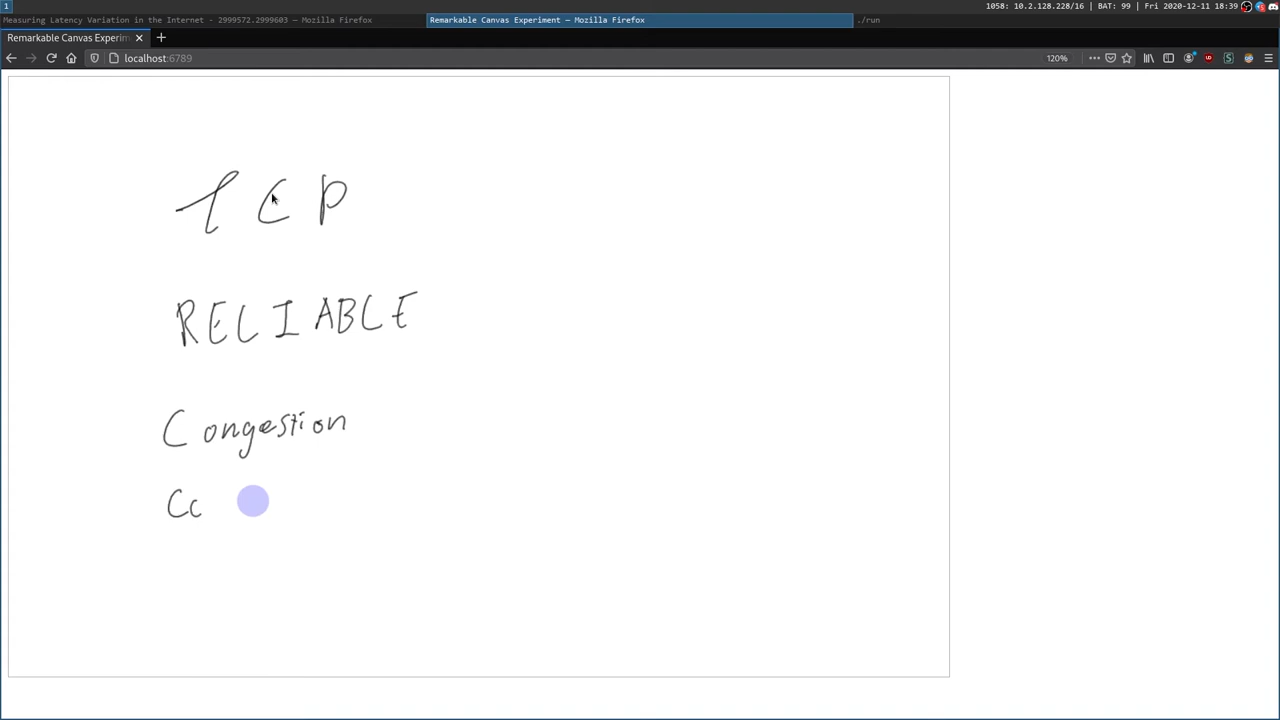 1 1058: 10.2.128.228/16 | BAT: 99 | Fri 2020-12-11 18:39
Measuring Latency Variation in the Internet - 2999572.2999603 — Mozilla Firefox Remarkable Canvas Experiment — Mozilla Firefox ./run
Remarkable Canvas Experim
localhost:6789 120%
TCP
RELIABLE
Congestion
Cc